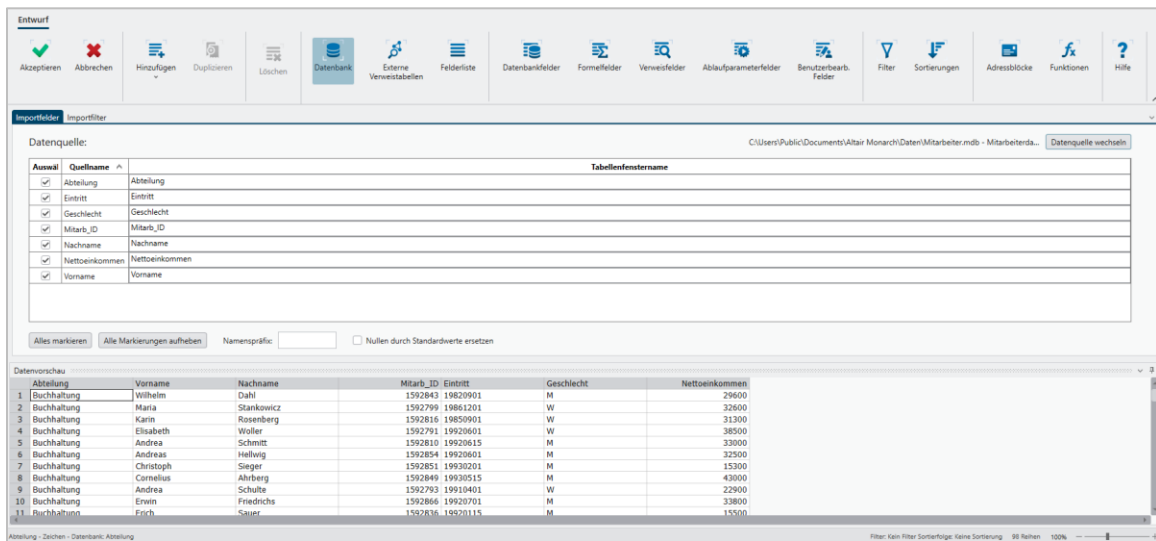 Entwurf
Akzeptieren Abbrechen Hinzufügen Duplizieren Löschen Datenbank Externe Verweistabellen Felderliste Datenbankfelder Formelfelder Verweisfelder Ablaufparameterfelder Benutzerbearb. Felder Filter Sortierungen Adressblöcke Funktionen Hilfe
Importfelder Importfilter
Datenquelle: C:\Users\Public\Documents\Altair Monarch\Daten\Mitarbeiter.mdb - Mitarbeiterda... Datenquelle wechseln
Auswäl Quellname Tabellenfenstername
Abteilung Abteilung
Eintritt Eintritt
Geschlecht Geschlecht
Mitarb_ID Mitarb_ID
Nachname Nachname
Nettoeinkommen Nettoeinkommen
Vorname Vorname
Alles markieren Alle Markierungen aufheben Namenspräfix: Nullen durch Standardwerte ersetzen
Datenvorschau
Abteilung Vorname Nachname Mitarb_ID Eintritt Geschlecht Nettoeinkommen
1 Buchhaltung Wilhelm Dahl 1592843 19820901 M 29600
2 Buchhaltung Maria Stankowicz 1592799 19861201 W 32600
3 Buchhaltung Karin Rosenberg 1592816 19850901 W 31300
4 Buchhaltung Elisabeth Woller 1592791 19920601 W 38500
5 Buchhaltung Andrea Schmitt 1592810 19920615 M 33000
6 Buchhaltung Andreas Hellwig 1592854 19920601 M 32500
7 Buchhaltung Christoph Sieger 1592851 19930201 M 15300
8 Buchhaltung Cornelius Ahrberg 1592849 19930515 M 43000
9 Buchhaltung Andrea Schulte 1592793 19910401 W 22900
10 Buchhaltung Erwin Friedrichs 1592866 19920701 M 33800
11 Buchhaltung Erich Sauer 1592836 19920115 M 15500
Abteilung - Zeichen - Datenbank: Abteilung Filter: Kein Filter Sortierfolge: Keine Sortierung 98 Reihen 100%